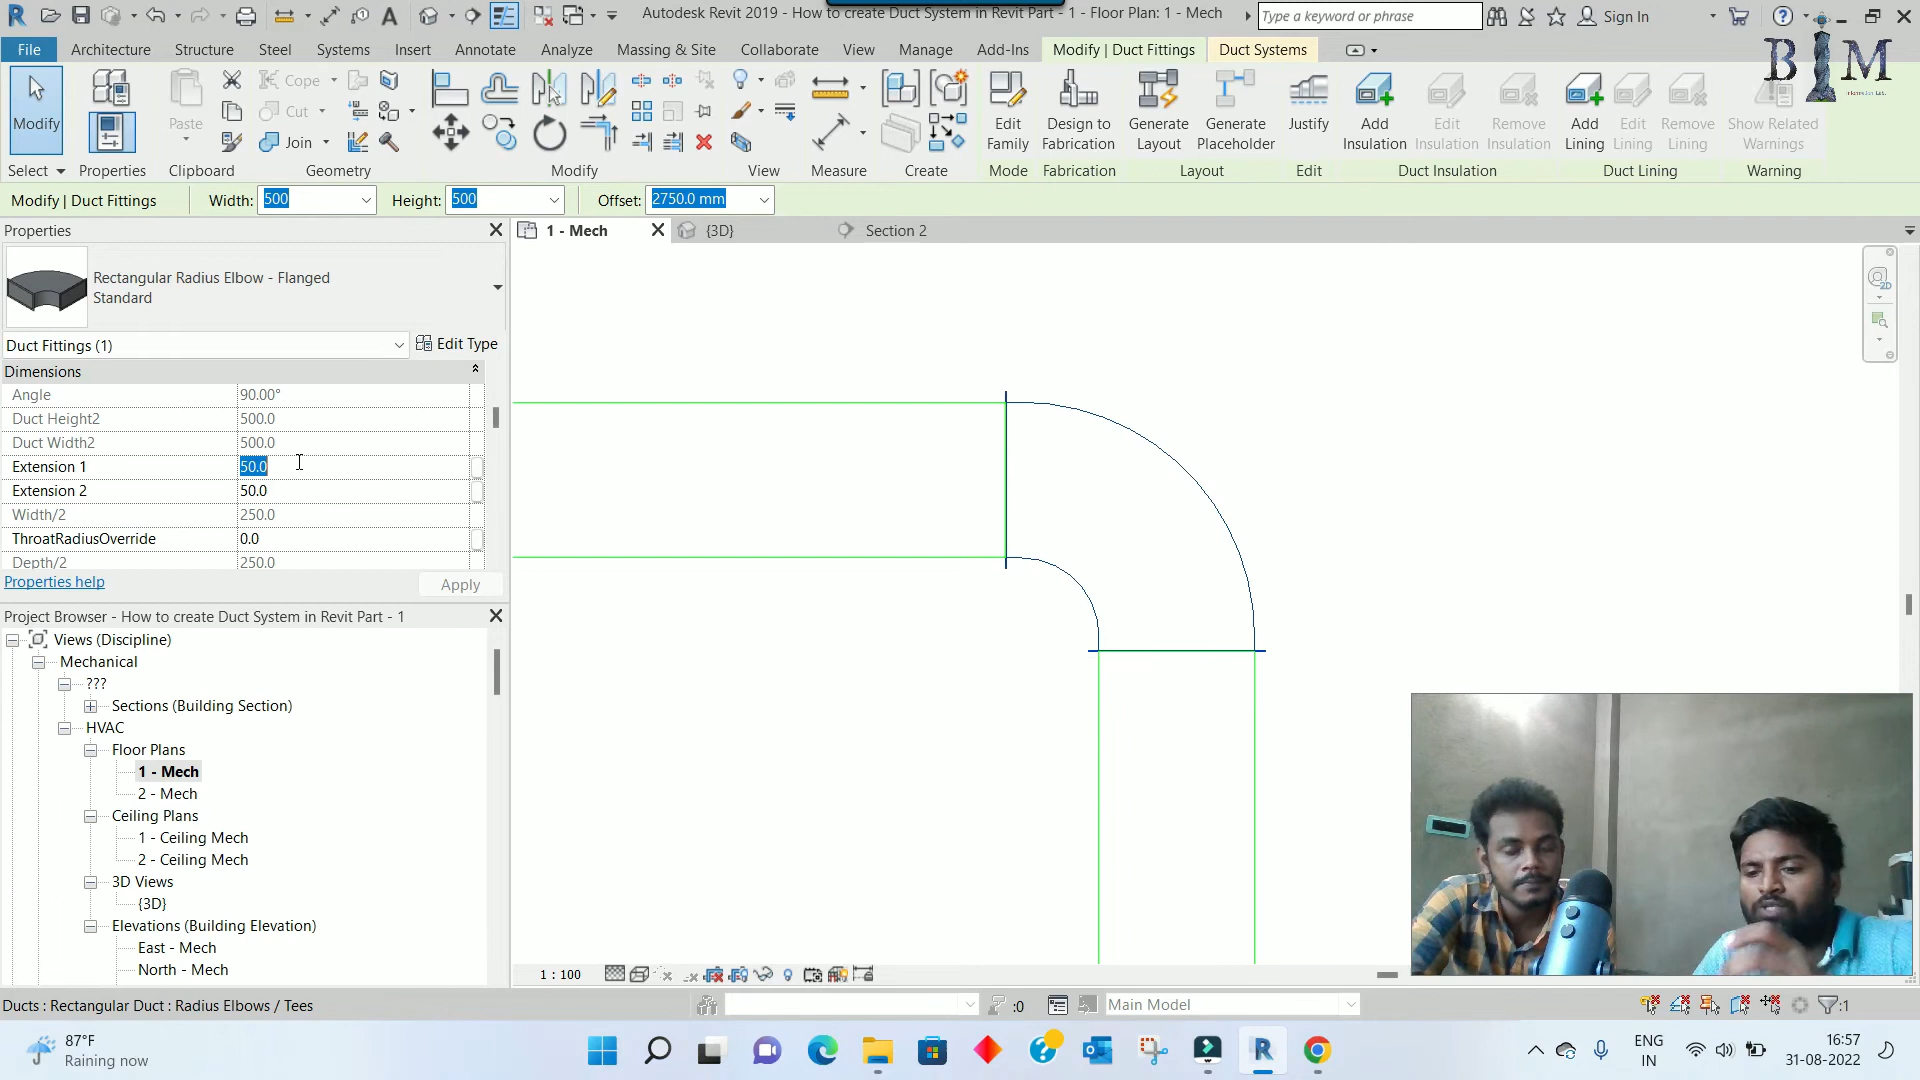 Autodesk Revit 2019 - How to create Duct System in Revit Part - 1 - Floor Plan: 1 - Mech
Type a keyword or phrase
Sign In
File Architecture Structure Steel Systems Insert Annotate Analyze Massing & Site Collaborate View Manage Add-Ins Modify | Duct Fittings Duct Systems
BIM
Modify
Paste
Cope
Cut
Join
Edit Family
Design to Fabrication
Generate Layout
Generate Placeholder
Justify
Add Insulation
Edit Insulation
Remove Insulation
Add Lining
Edit Lining
Remove Lining
Show Related Warnings
Select Properties Clipboard Geometry Modify View Measure Create Mode Fabrication Layout Edit Duct Insulation Duct Lining Warning
Modify | Duct Fittings Width: 500 Height: 500 Offset: 2750.0 mm
Properties
1 - Mech {3D} Section 2
Rectangular Radius Elbow - Flanged
Standard
Duct Fittings (1) Edit Type
Dimensions
Angle 90.00°
Duct Height2 500.0
Duct Width2 500.0
Extension 1 50.0
Extension 2 50.0
Width/2 250.0
ThroatRadiusOverride 0.0
Depth/2 250.0
Properties help Apply
Project Browser - How to create Duct System in Revit Part - 1
Views (Discipline)
Mechanical
???
Sections (Building Section)
HVAC
Floor Plans
1 - Mech
2 - Mech
Ceiling Plans
1 - Ceiling Mech
2 - Ceiling Mech
3D Views
{3D}
Elevations (Building Elevation)
East - Mech
North - Mech
1 : 100
2D
Ducts : Rectangular Duct : Radius Elbows / Tees
:0
Main Model
:1
87°F
Raining now
ENG
IN
16:57
31-08-2022